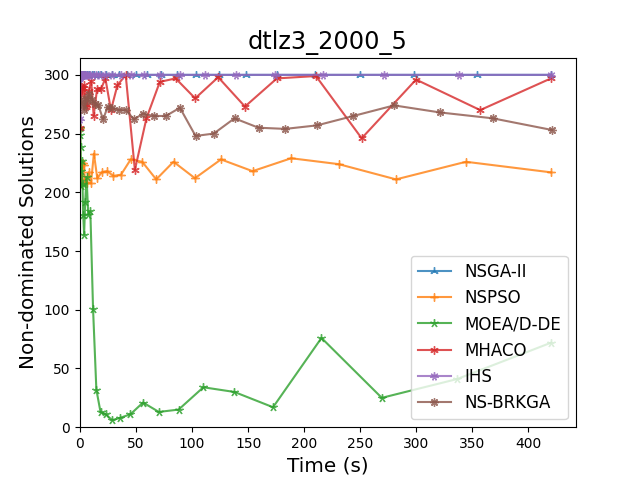 dtlz3_2000_5
Non-dominated Solutions
300
250
200
150
100
50
0
0 50 100 150 200 250 300 350 400
Time (s)
NSGA-II
NSPSO
MOEA/D-DE
MHACO
IHS
NS-BRKGA